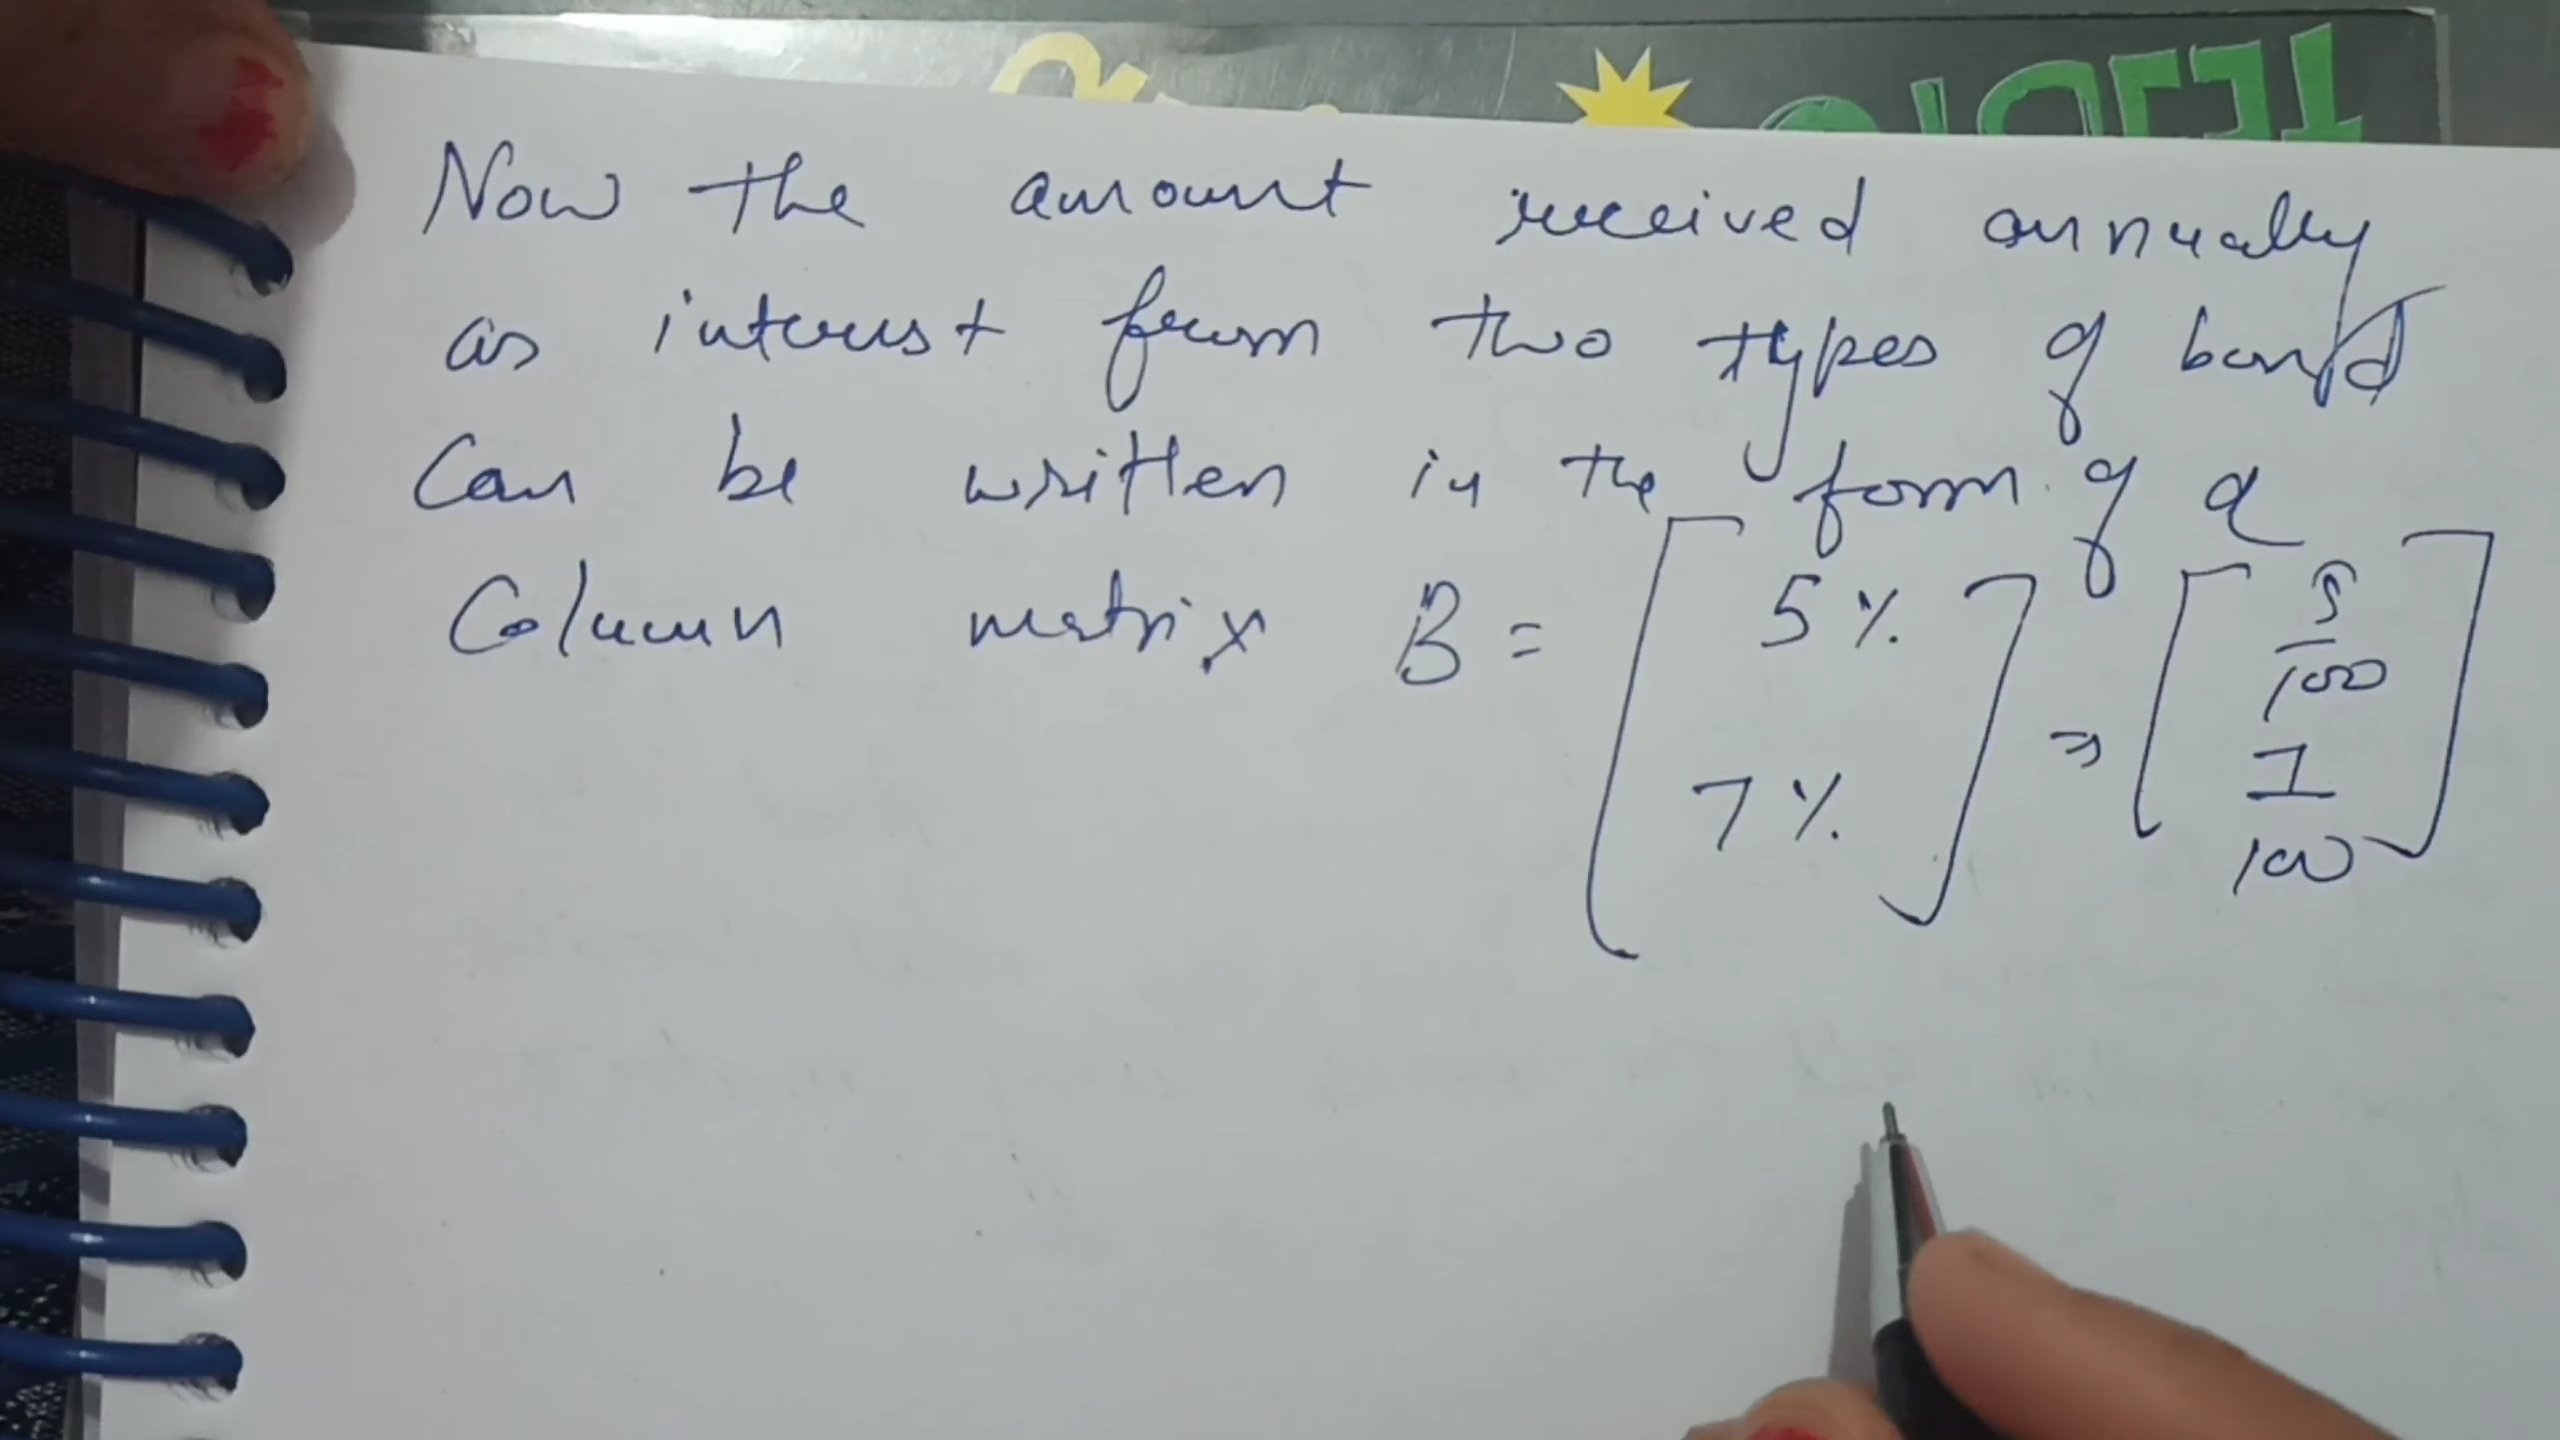 Now the amount received annually
as interest from two types of bond
Can be written in the form of a
Column matrix B = [ 5% 7% ] = [ 5/100 7/100 ]